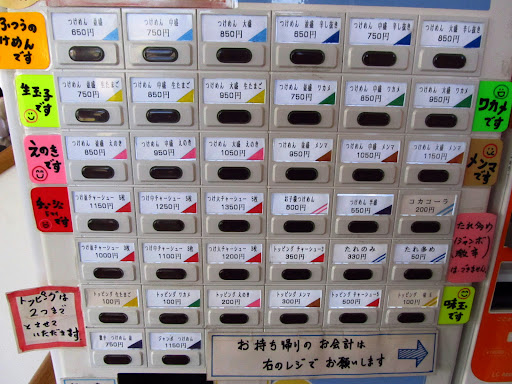 ふつうの
つけめん
です
つけめん 並盛
650円
つけめん 中盛
750円
つけめん 大盛
850円
650円
750円
850円
生玉子
です
つけめん 並盛 生たまご
750円
つけめん 中盛 生たまご
850円
つけめん 大盛 生たまご
950円
つけめん 並盛 ワカメ
750円
つけめん 中盛 ワカメ
850円
つけめん 大盛 ワカメ
950円
ワカメ
です
えのき
です
つけめん 並盛 えのき
850円
つけめん 中盛 えのき
950円
つけめん 大盛 えのき
1050円
つけめん 並盛 メンマ
950円
つけめん 中盛 メンマ
1050円
つけめん 大盛 メンマ
1150円
メンマ
です
です
1150円
1250円
1350円
お子様つけめん
500円
つけめん 半盛
550円
コカコーラ
200円
1000円
1100円
1200円
トッピング チャーシュー
350円
たれのみ
330円
たれ多め
50円
たれ多め
トッピングは
2つまで
とさせて
いただきます
トッピング 生たまご
100円
トッピング ワカメ
100円
トッピング えのき
200円
トッピング メンマ
300円
トッピング チャーシュー
500円
トッピング 味玉
100円
味玉
です
750円
ジャンボ つけめん
1150円
お持ち帰りの お会計は
右のレジで お願いします